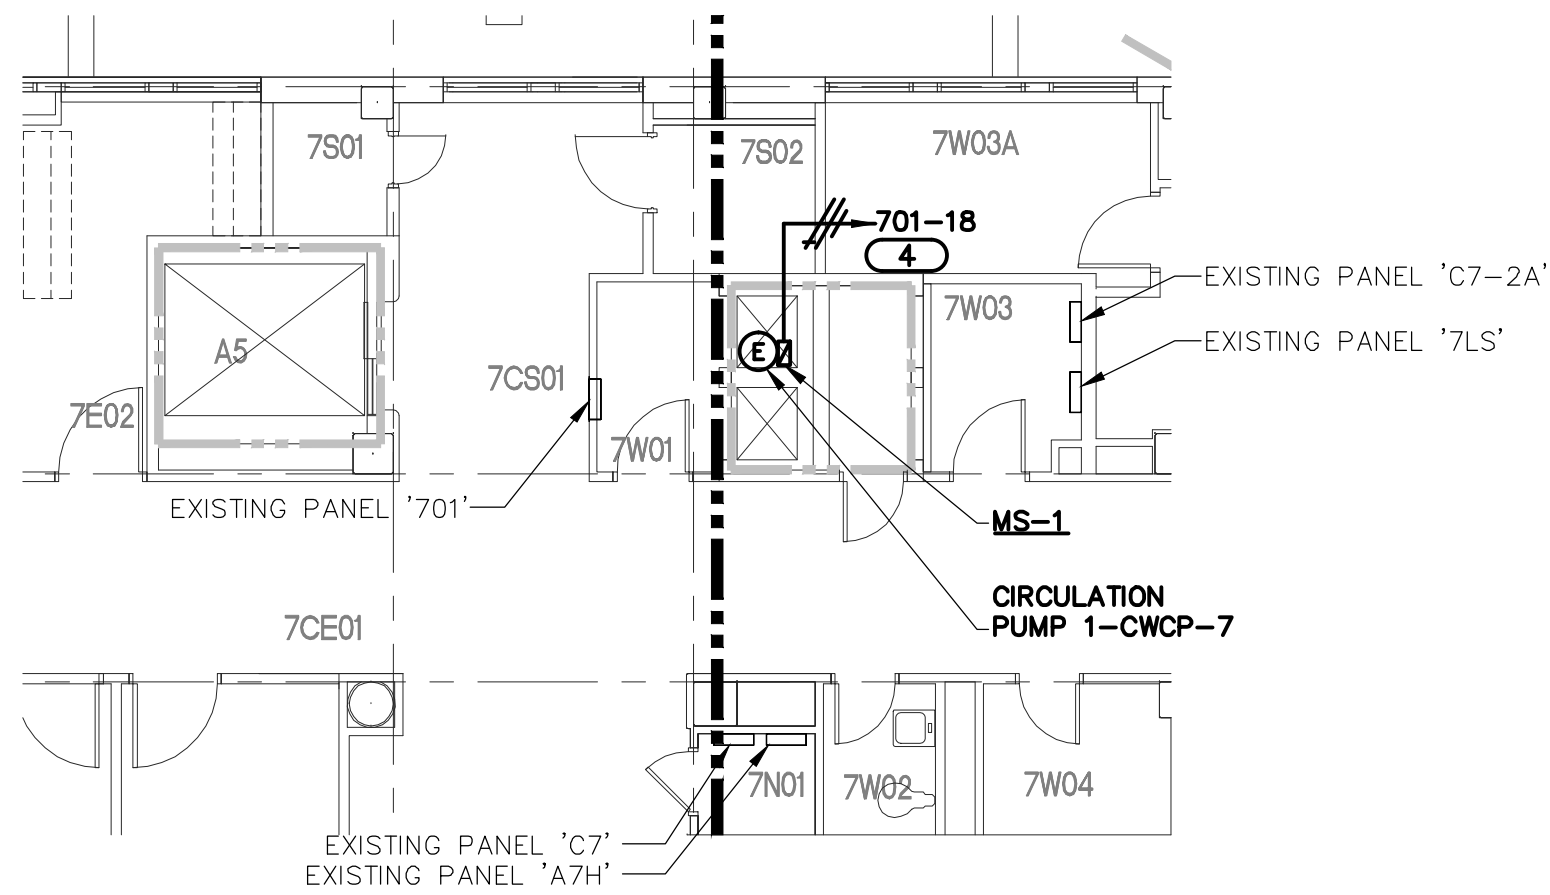 7S01
7S02
7W03A
701-18
4
EXISTING PANEL 'C7-2A'
7W03
EXISTING PANEL '7LS'
A5
E
7CS01
7E02
7W01
EXISTING PANEL '701'
MS-1
CIRCULATION
PUMP 1-CWCP-7
7CE01
7N01
7W02
7W04
EXISTING PANEL 'C7'
EXISTING PANEL 'A7H'